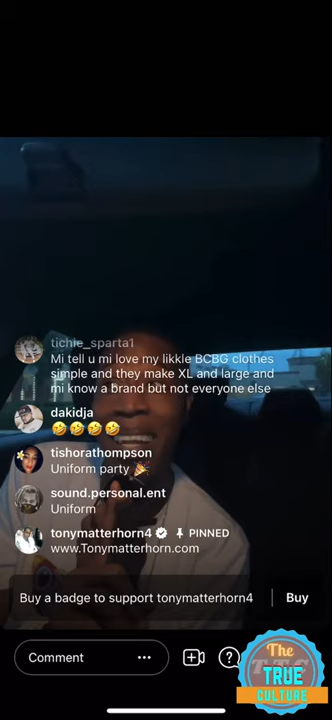 tichie_sparta1
Mi tell u mi love my likkle BCBG clothes
simple and they make XL and large and
mi know a brand but not everyone else
dakidja
🤣🤣🤣🤣
tishorathompson
Uniform party 🎉
sound.personal.ent
Uniform
tonymatterhorn4 PINNED
www.Tonymatterhorn.com
Buy a badge to support tonymatterhorn4 Buy
Comment
The
TRUE
CULTURE